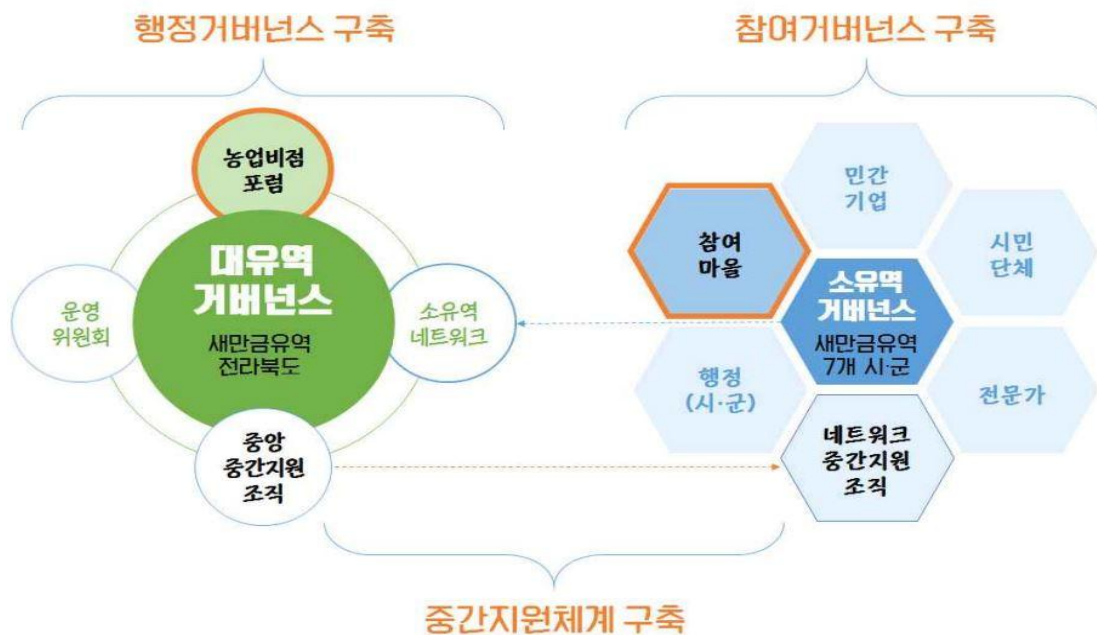 행정거버넌스 구축
참여거버넌스 구축
농업비점
포럼
대유역
거버넌스
새만금유역
전라북도
운영
위원회
소유역
네트워크
중앙
중간지원
조직
민간
기업
참여
마을
시민
단체
소유역
거버넌스
새만금유역
7개 시·군
행정
(시·군)
전문가
네트워크
중간지원
조직
중간지원체계 구축